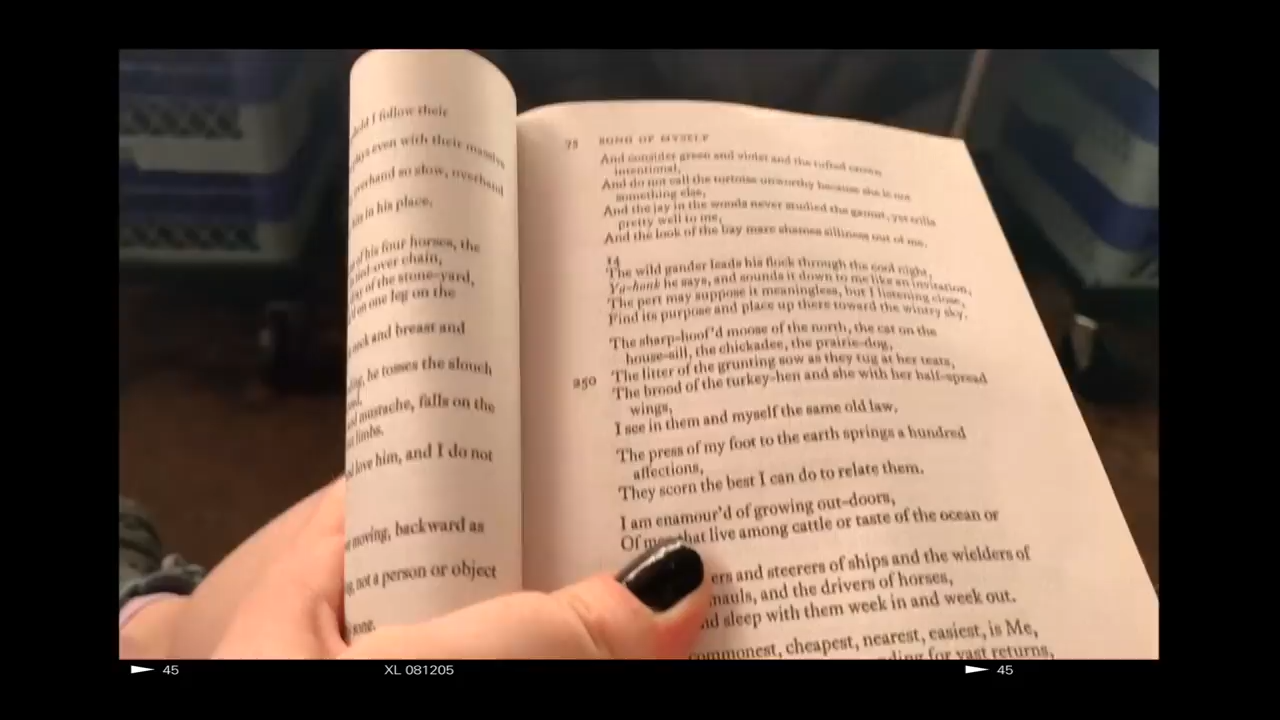 I follow their
even with their massive
overhand so slow, overhand
in his place.
of his four horses, the
over chain,
of the stone-yard,
on one leg on the
neck and breast and
he tosses the slouch
mustache, falls on the
limbs.
love him, and I do not
moving, backward as
not a person or object
song.
75 SONG OF MYSELF
And consider green and violet and the tufted crown
intentional,
And do not call the tortoise unworthy because she is not
something else,
And the jay in the woods never studied the gamut, yet trills
pretty well to me,
And the look of the bay mare shames silliness out of me.
14
The wild gander leads his flock through the cool night,
Ya-honk he says, and sounds it down to me like an invitation,
The pert may suppose it meaningless, but I listening close,
Find its purpose and place up there toward the wintry sky.
The sharp-hoof'd moose of the north, the cat on the
house-sill, the chickadee, the prairie-dog,
The litter of the grunting sow as they tug at her teats,
250 The brood of the turkey-hen and she with her half-spread
wings,
I see in them and myself the same old law.
The press of my foot to the earth springs a hundred
affections,
They scorn the best I can do to relate them.
I am enamour'd of growing out-doors,
Of men that live among cattle or taste of the ocean or
ers and steerers of ships and the wielders of
mauls, and the drivers of horses,
nd sleep with them week in and week out.
commonest, cheapest, nearest, easiest, is Me,
for vast returns,
45 XL 081205 45